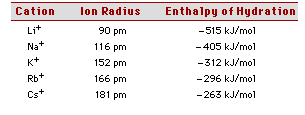 Cation Ion Radius Enthalpy of Hydration
Li+ 90 pm −515 kJ/mol
Na+ 116 pm −405 kJ/mol
K+ 152 pm −312 kJ/mol
Rb+ 166 pm −296 kJ/mol
Cs+ 181 pm −263 kJ/mol